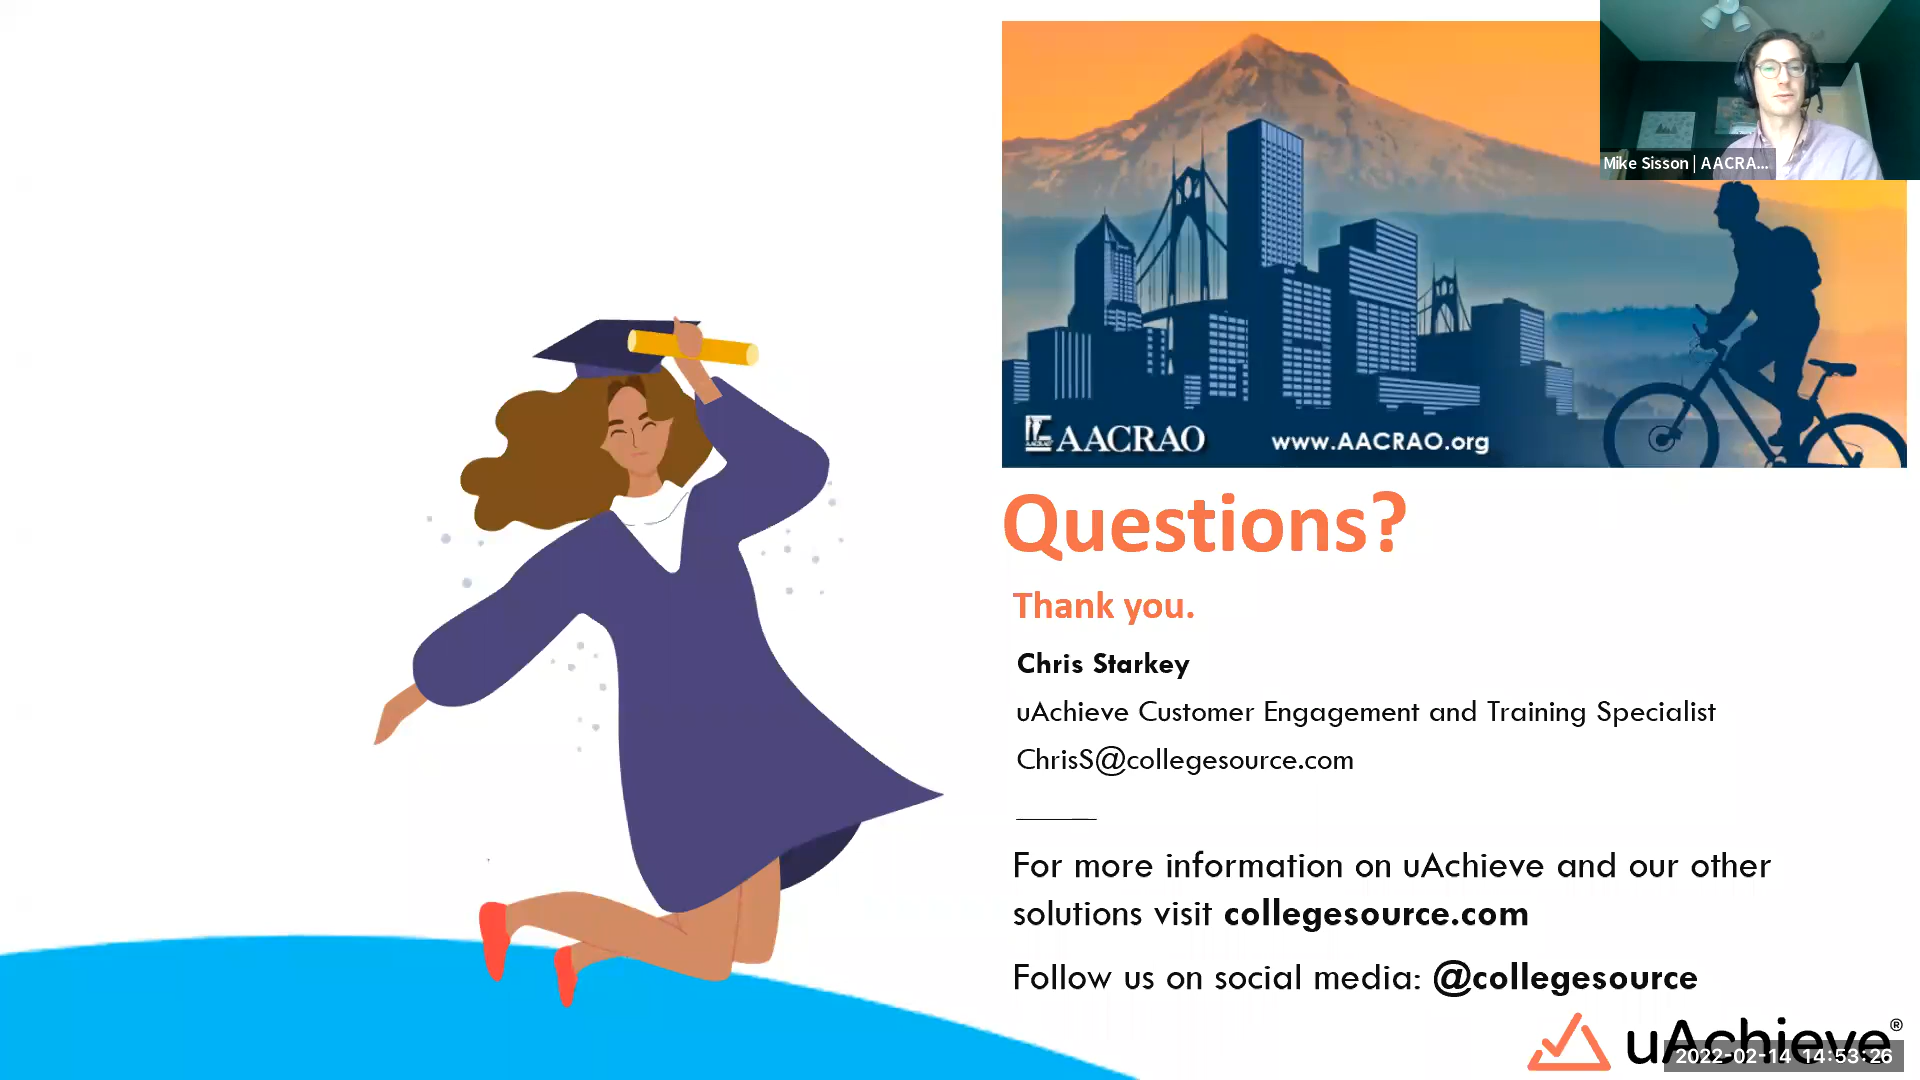 Mike Sisson | AACRA...
AACRAO
www.AACRAO.org
Questions?
Thank you.
Chris Starkey
uAchieve Customer Engagement and Training Specialist
ChrisS@collegesource.com
For more information on uAchieve and our other
solutions visit collegesource.com
Follow us on social media: @collegesource
uAchieve®
2022-02-14 14:53:26